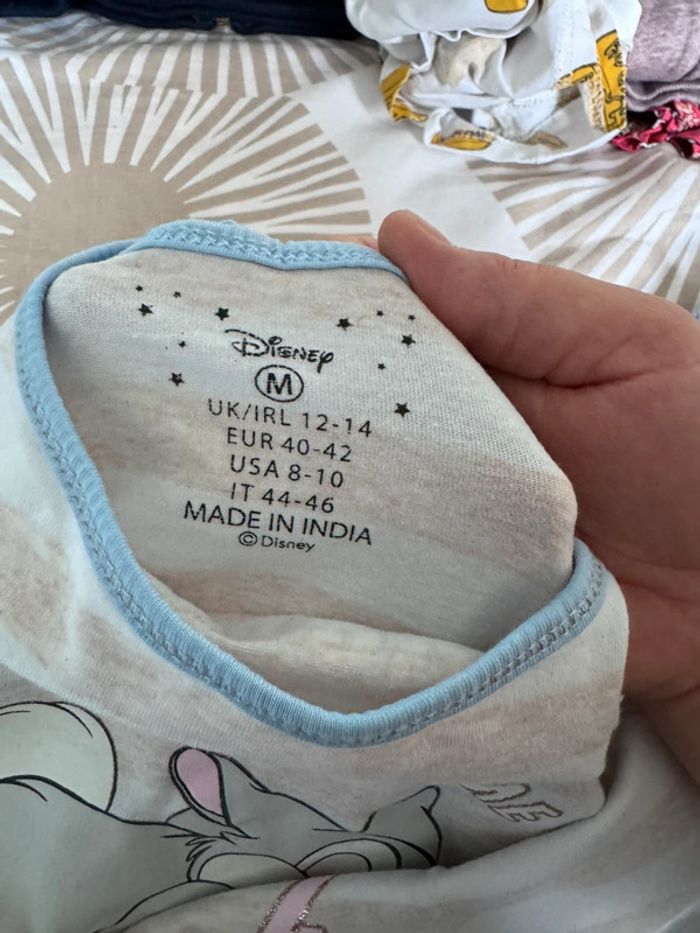 Disney
M
UK/IRL 12-14
EUR 40-42
USA 8-10
IT 44-46
MADE IN INDIA
© Disney